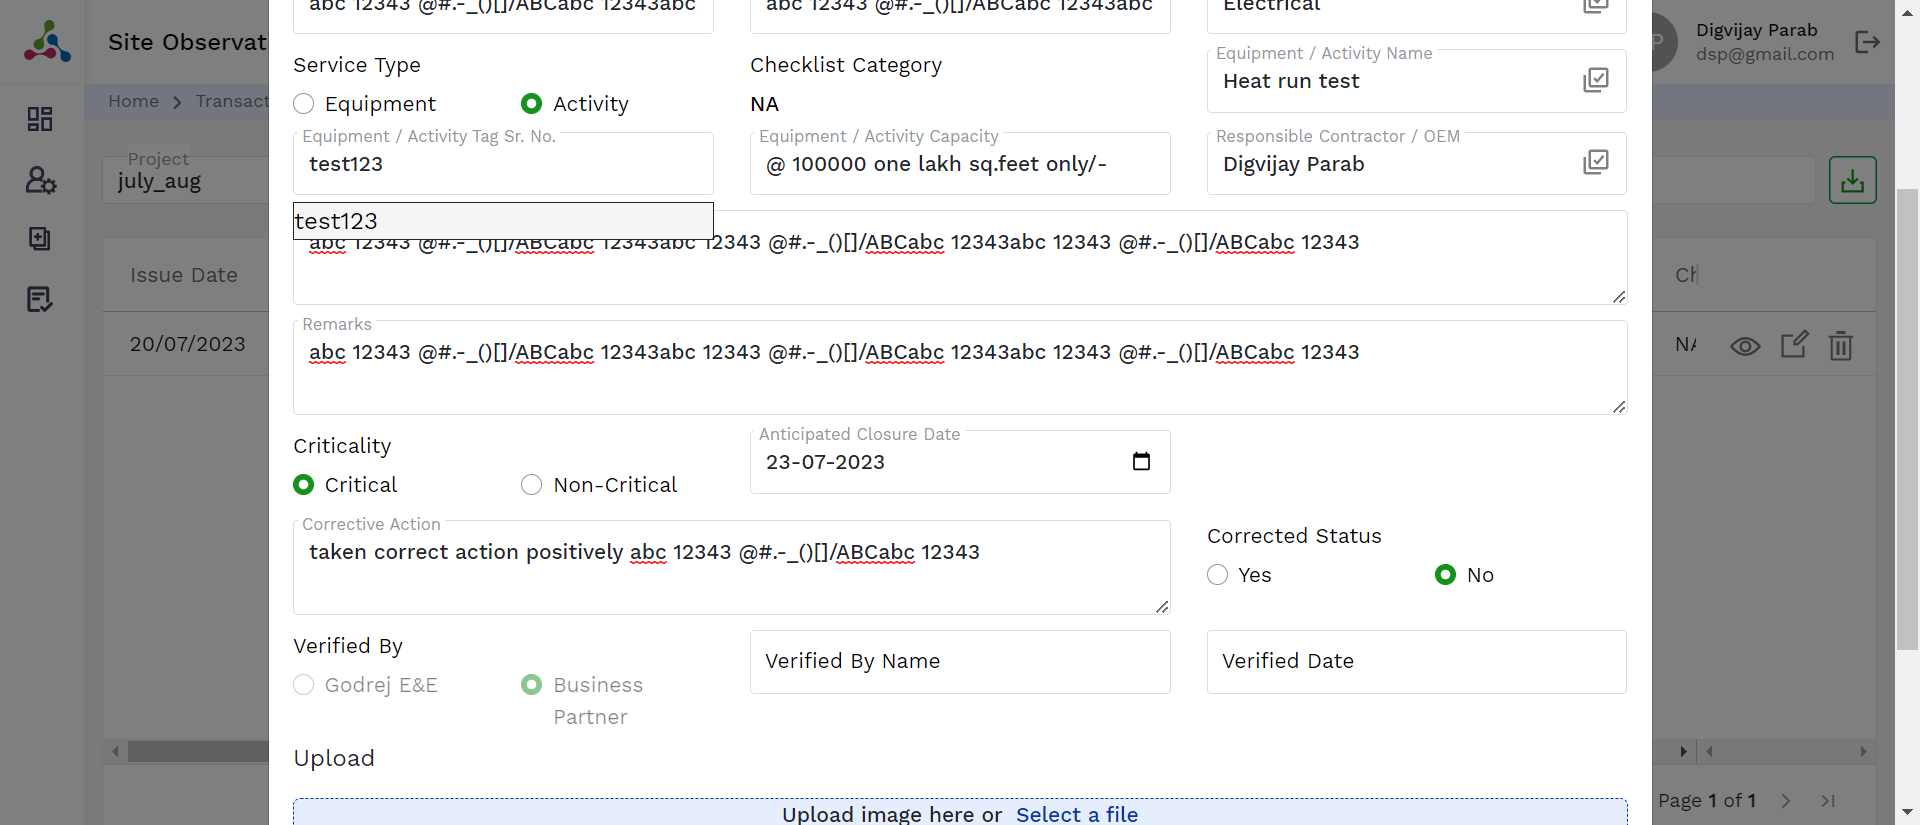 abc 12343 @#.-_()[]/ABCabc 12343abc
abc 12343 @#.-_()[]/ABCabc 12343abc
Electrical
Site Observati
P
Digvijay Parab
dsp@gmail.com
Service Type
Checklist Category
Equipment / Activity Name
Heat run test
Home
Transact
Equipment
Activity
NA
Equipment / Activity Tag Sr. No.
test123
Equipment / Activity Capacity
@ 100000 one lakh sq.feet only/-
Responsible Contractor / OEM
Digvijay Parab
Project
july_aug
test123
abc 12343 @#.-_()[]/ABCabc 12343abc 12343 @#.-_()[]/ABCabc 12343abc 12343 @#.-_()[]/ABCabc 12343
Issue Date
Ch
Remarks
abc 12343 @#.-_()[]/ABCabc 12343abc 12343 @#.-_()[]/ABCabc 12343abc 12343 @#.-_()[]/ABCabc 12343
20/07/2023
NA
Criticality
Critical
Non-Critical
Anticipated Closure Date
23-07-2023
Corrective Action
taken correct action positively abc 12343 @#.-_()[]/ABCabc 12343
Corrected Status
Yes
No
Verified By
Godrej E&E
Business
Partner
Verified By Name
Verified Date
Upload
Upload image here or Select a file
Page 1 of 1